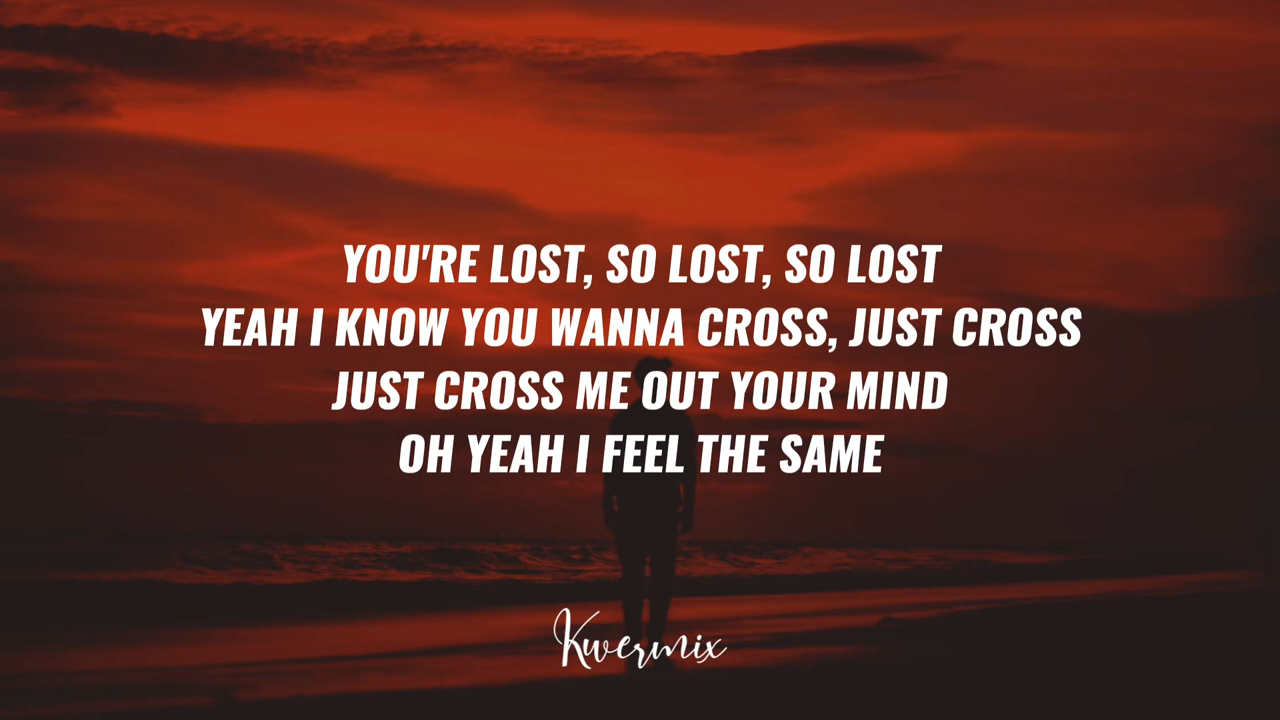 YOU'RE LOST, SO LOST, SO LOST
YEAH I KNOW YOU WANNA CROSS, JUST CROSS
JUST CROSS ME OUT YOUR MIND
OH YEAH I FEEL THE SAME
Kwermix